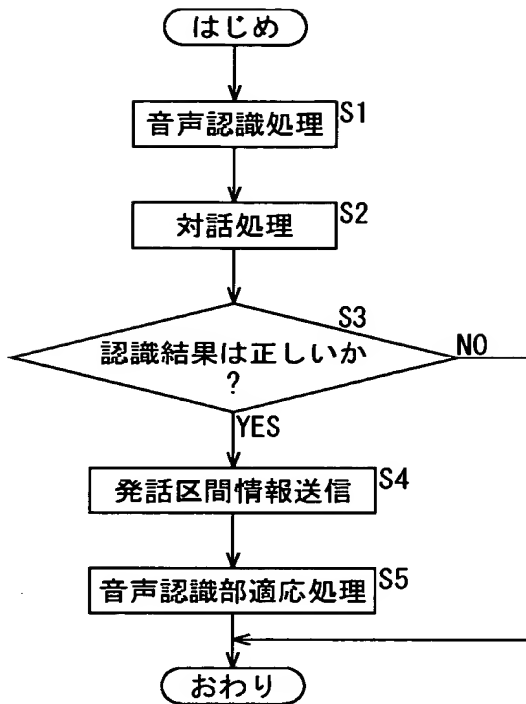 はじめ
音声認識処理 S1
対話処理 S2
S3
認識結果は正しいか
?
NO
YES
発話区間情報送信 S4
音声認識部適応処理 S5
おわり